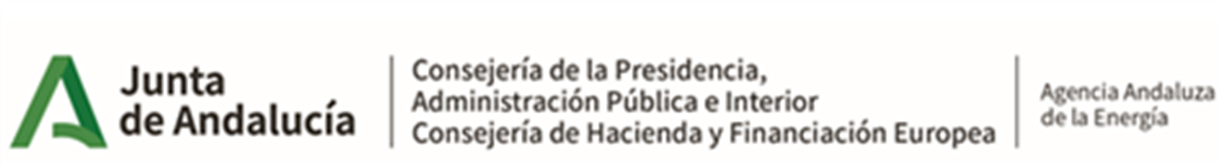 Junta
de Andalucía
Consejería de la Presidencia,
Administración Pública e Interior
Consejería de Hacienda y Financiación Europea
Agencia Andaluza
de la Energía